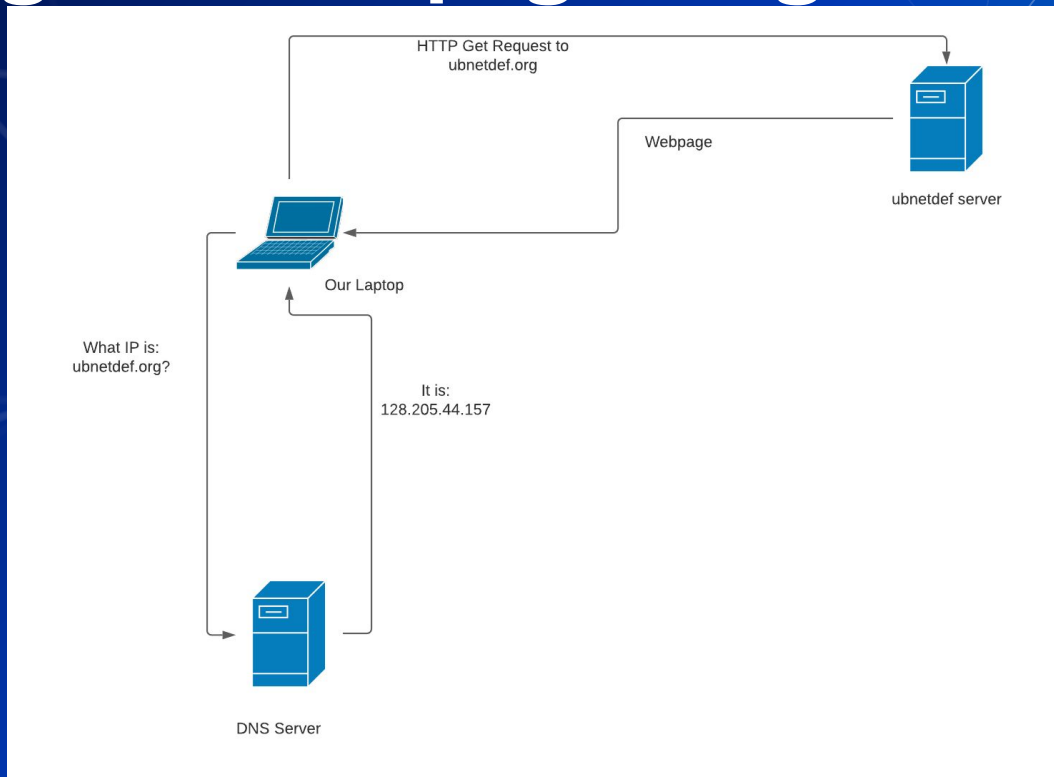 HTTP Get Request to
ubnetdef.org
Webpage
ubnetdef server
Our Laptop
What IP is:
ubnetdef.org?
It is:
128.205.44.157
DNS Server